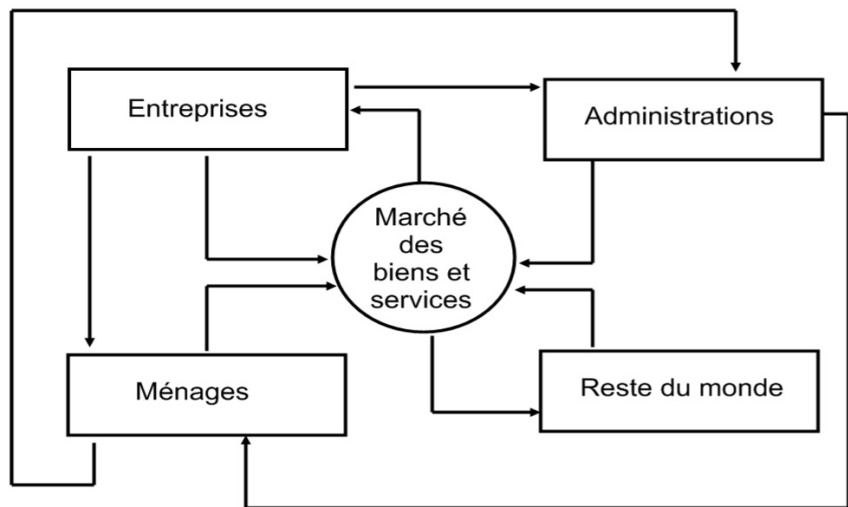 Entreprises
Administrations
Marché
des
biens et
services
Ménages
Reste du monde